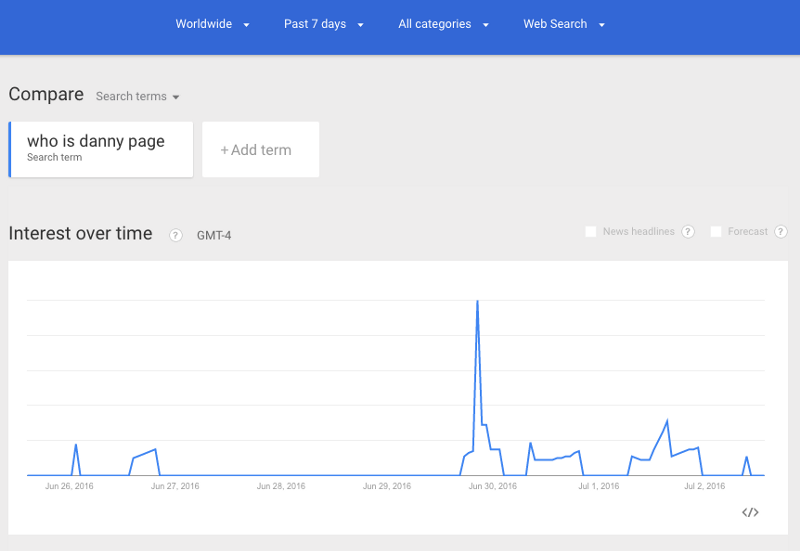 Worldwide Past 7 days All categories Web Search
Compare Search terms
who is danny page
Search term
+ Add term
Interest over time ? GMT-4 News headlines ? Forecast ?
Jun 26, 2016 Jun 27, 2016 Jun 28, 2016 Jun 29, 2016 Jun 30, 2016 Jul 1, 2016 Jul 2, 2016
</>